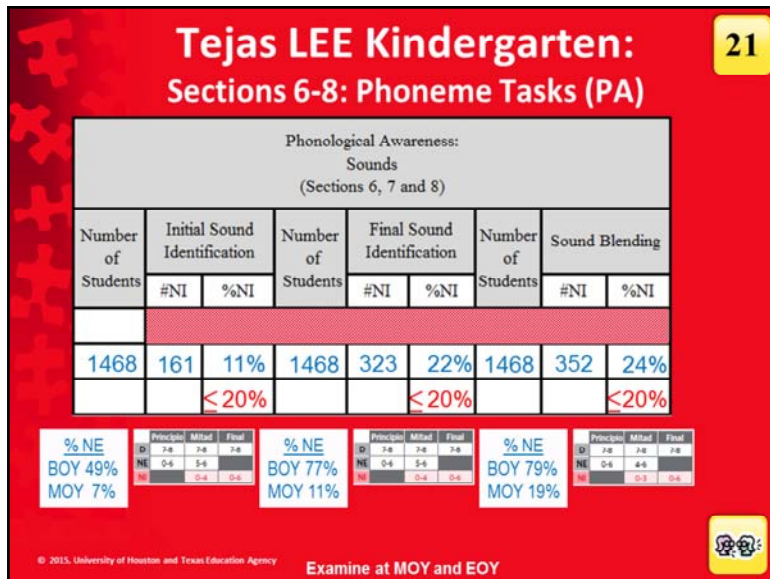 Tejas LEE Kindergarten:
Sections 6-8: Phoneme Tasks (PA)
21
Phonological Awareness:
Sounds
(Sections 6, 7 and 8)
Number of Students
Initial Sound Identification
Number of Students
Final Sound Identification
Number of Students
Sound Blending
#NI %NI #NI %NI #NI %NI
1468 161 11% 1468 323 22% 1468 352 24%
≤20% ≤20% ≤20%
% NE
BOY 49%
MOY 7%
Principio Mitad Final
D 7-8 7-8 7-8
NE 0-6 5-6
NI 0-4 0-6
% NE
BOY 77%
MOY 11%
Principio Mitad Final
D 7-8 7-8 7-8
NE 0-6 5-6
NI 0-4 0-6
% NE
BOY 79%
MOY 19%
Principio Mitad Final
D 7-8 7-8 7-8
NE 0-6 4-6
NI 0-3 0-6
© 2015, University of Houston and Texas Education Agency
Examine at MOY and EOY